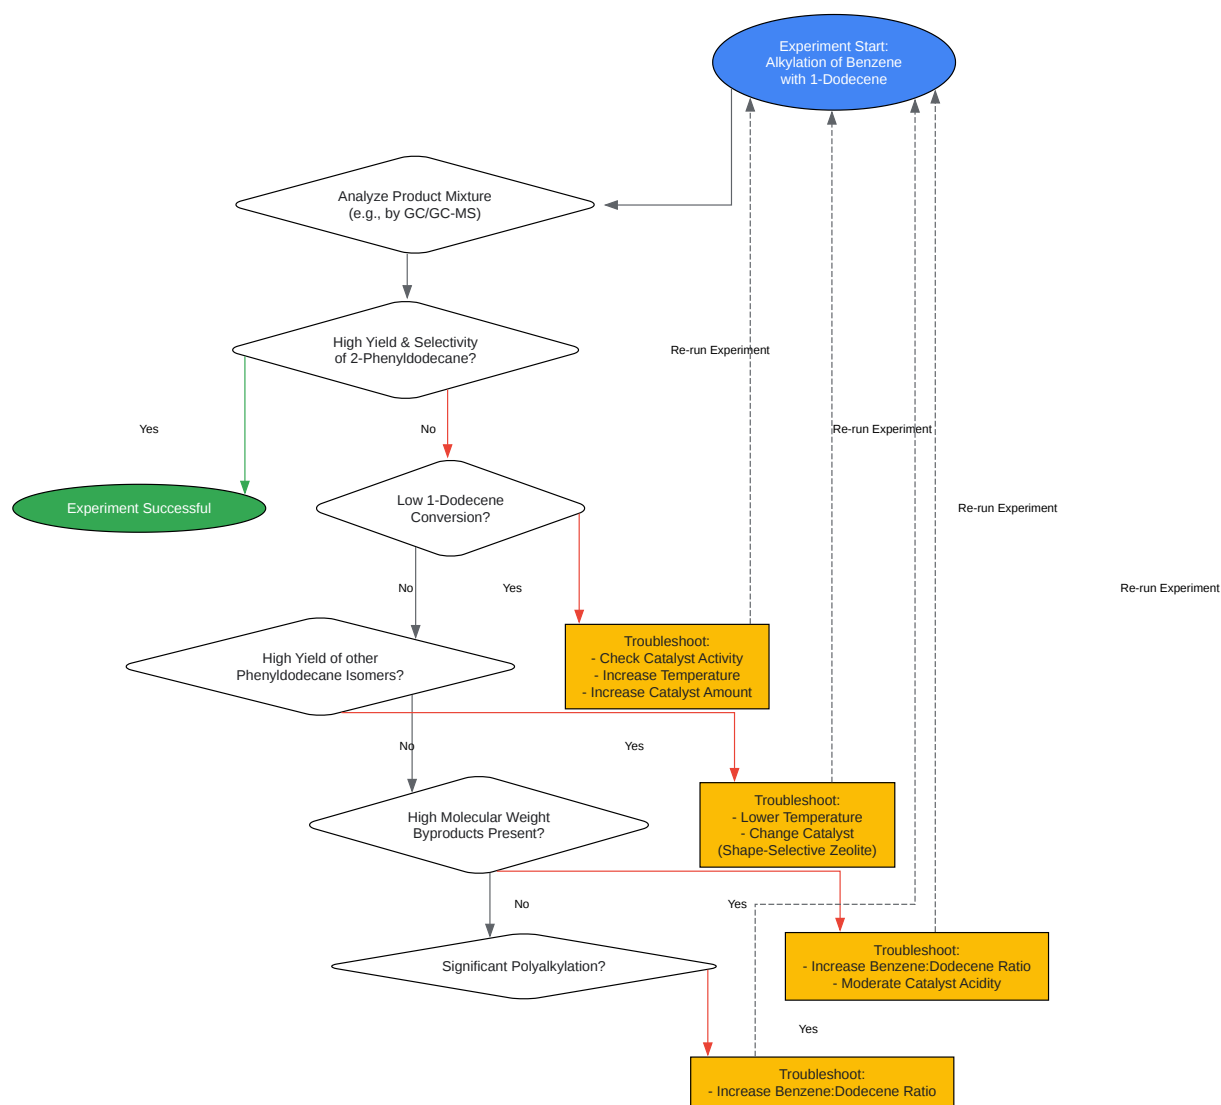 Experiment Start:
Alkylation of Benzene
with 1-Dodecene
Analyze Product Mixture
(e.g., by GC/GC-MS)
High Yield & Selectivity
of 2-Phenyldodecane?
Re-run Experiment
Yes
No
Re-run Experiment
Experiment Successful
Low 1-Dodecene
Conversion?
Re-run Experiment
No
Yes
Re-run Experiment
High Yield of other
Phenyldodecane Isomers?
Troubleshoot:
- Check Catalyst Activity
- Increase Temperature
- Increase Catalyst Amount
No
Yes
High Molecular Weight
Byproducts Present?
Troubleshoot:
- Lower Temperature
- Change Catalyst
(Shape-Selective Zeolite)
No
Yes
Significant Polyalkylation?
Troubleshoot:
- Increase Benzene:Dodecene Ratio
- Moderate Catalyst Acidity
Yes
Troubleshoot:
- Increase Benzene:Dodecene Ratio